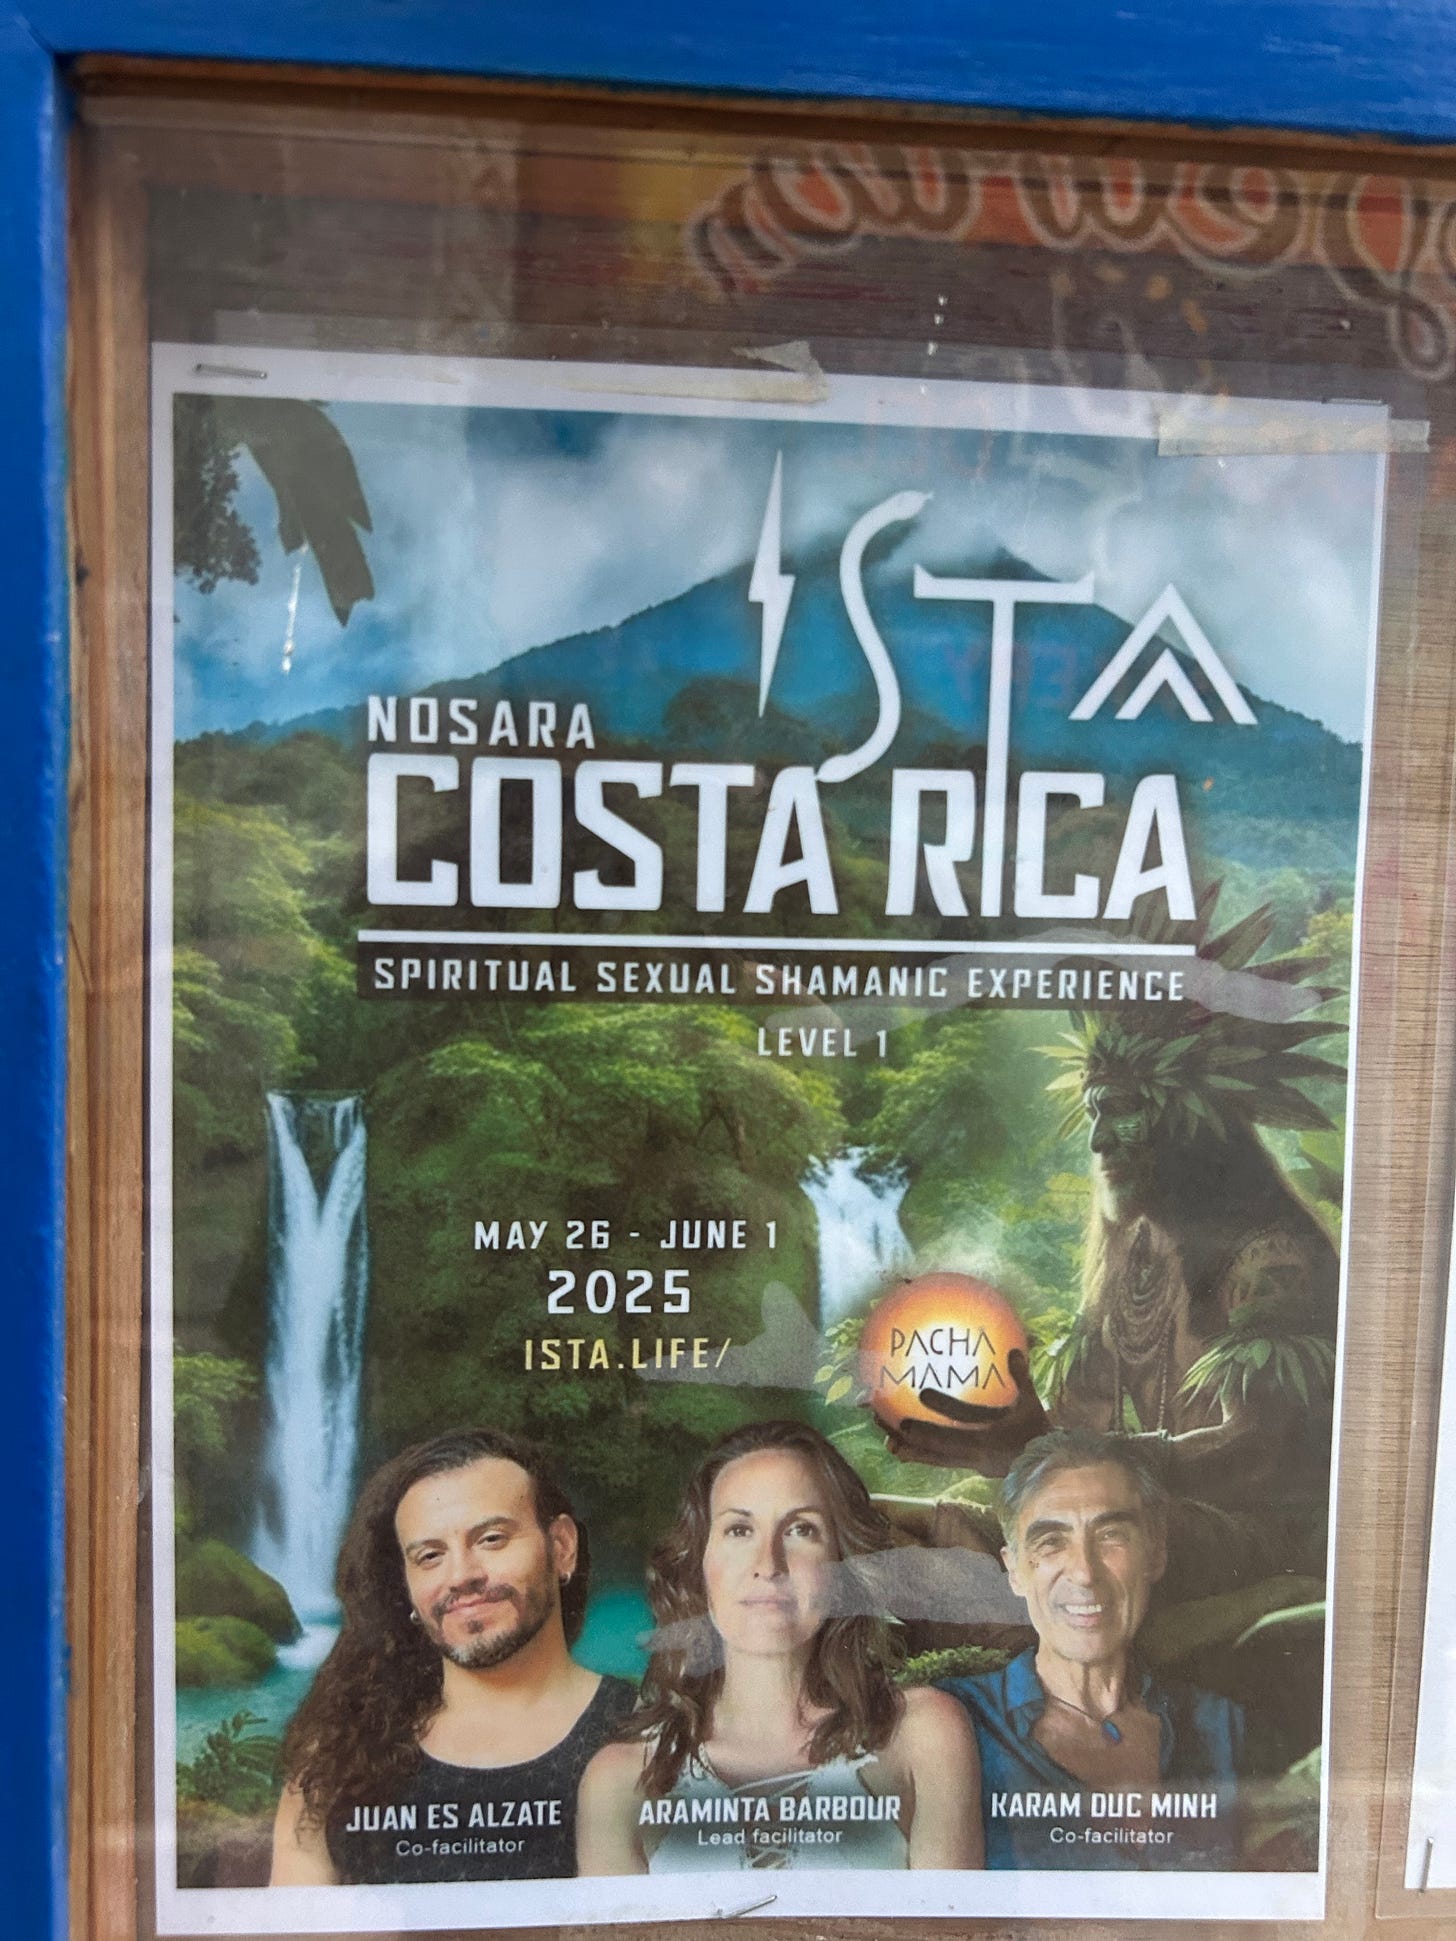 ISTA
NOSARA
COSTA RICA
SPIRITUAL SEXUAL SHAMANIC EXPERIENCE
LEVEL 1
MAY 26 - JUNE 1
2025
ISTA.LIFE/
PACHA
MAMA
JUAN ES ALZATE
Co-facilitator
ARAMINTA BARBOUR
Lead facilitator
KARAM DUC MINH
Co-facilitator